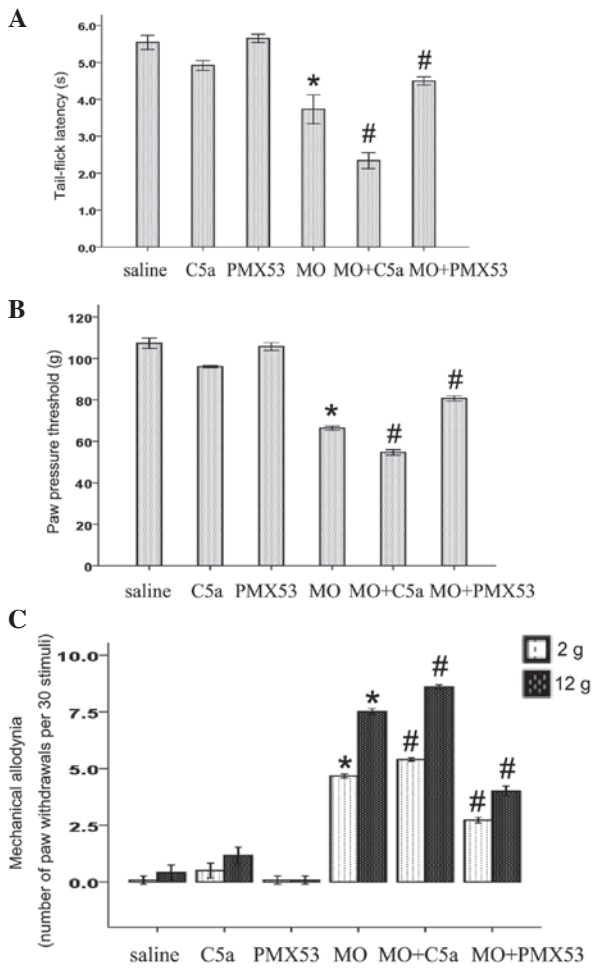 A
Tail-flick latency (s)
6.0
5.0
4.0
3.0
2.0
1.0
0.0
* # #
saline C5a PMX53 MO MO+C5a MO+PMX53
B
Paw pressure threshold (g)
120
100
80
60
40
20
0
* # #
saline C5a PMX53 MO MO+C5a MO+PMX53
C
Mechanical allodynia
(number of paw withdrawals per 30 stimuli)
10.0
7.5
5.0
2.5
0.0
2 g
12 g
* * # # # #
saline C5a PMX53 MO MO+C5a MO+PMX53